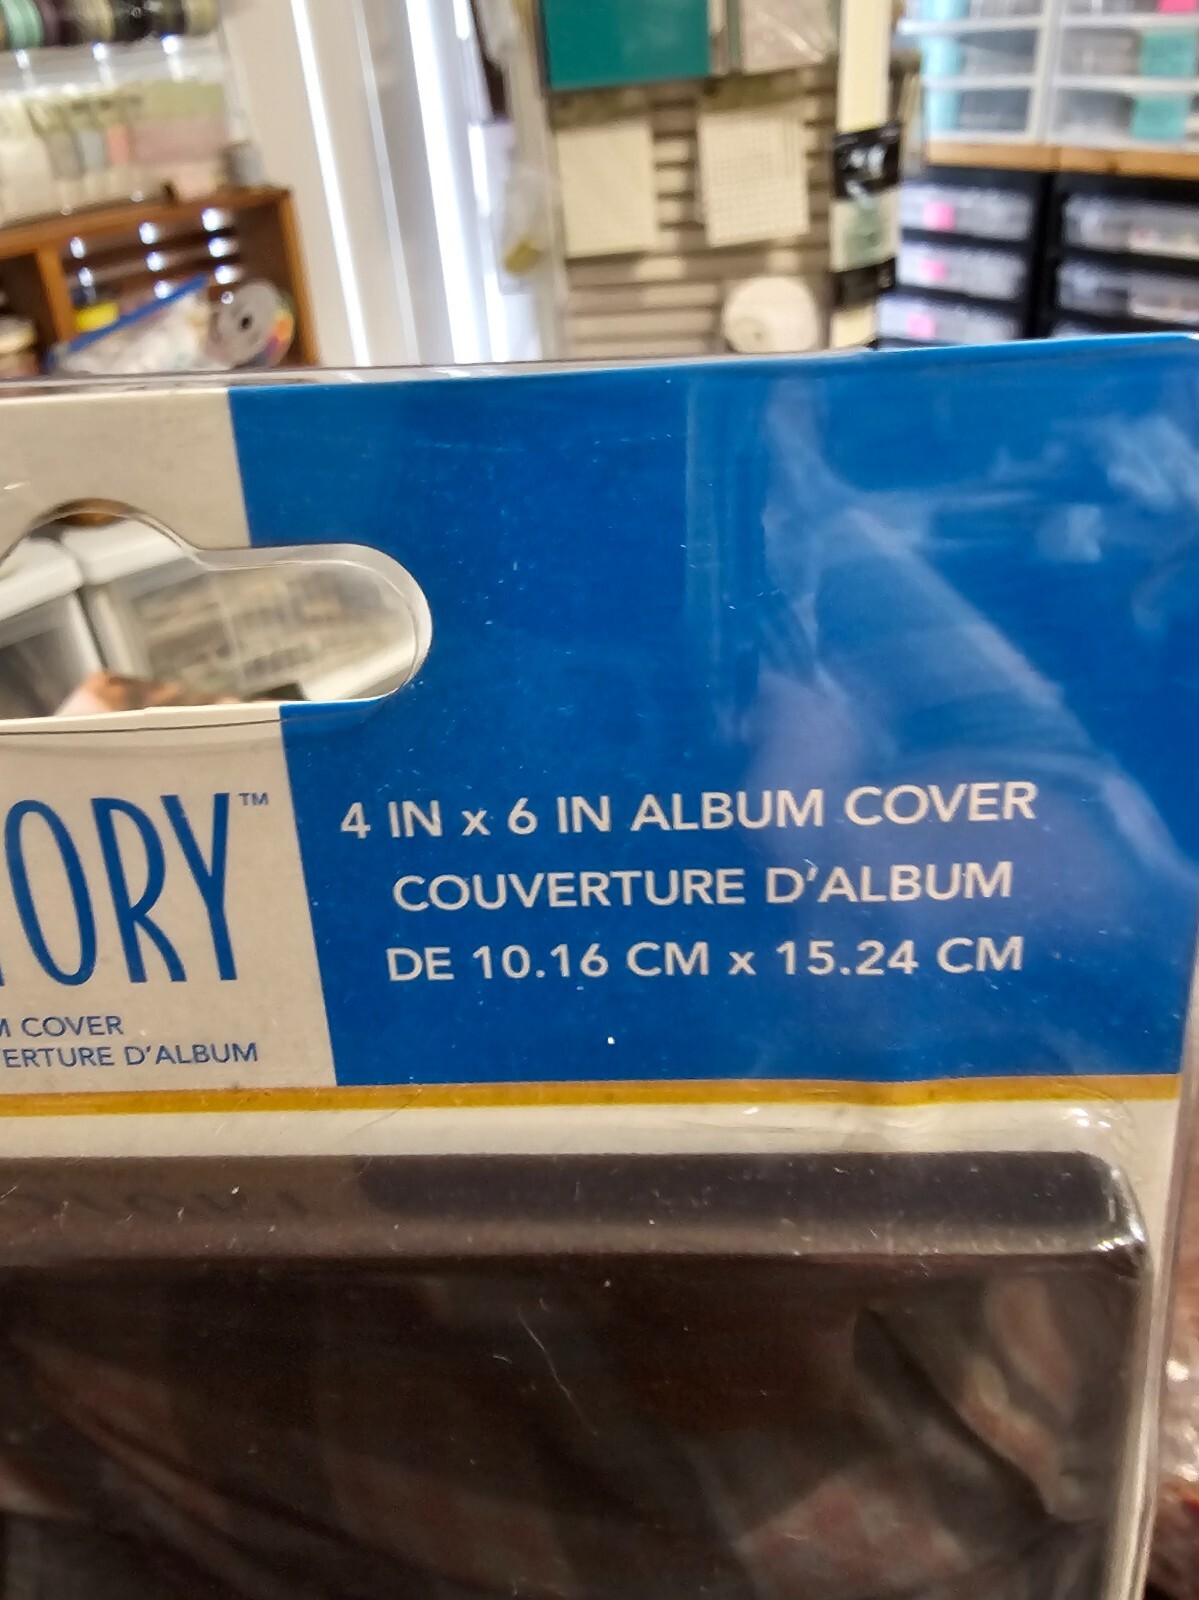 ORY™
M COVER
ERTURE D'ALBUM
4 IN x 6 IN ALBUM COVER
COUVERTURE D'ALBUM
DE 10.16 CM x 15.24 CM